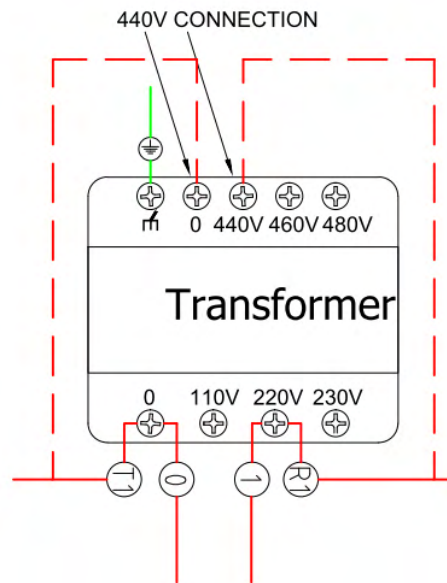 440V CONNECTION
0 440V 460V 480V
Transformer
0 110V 220V 230V
T1 0 1 R1